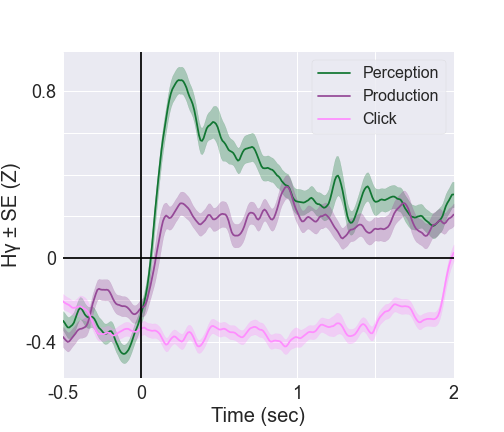 Perception
Production
Click
Hγ ± SE (Z)
0.8
0
-0.4
-0.5
0
1
2
Time (sec)